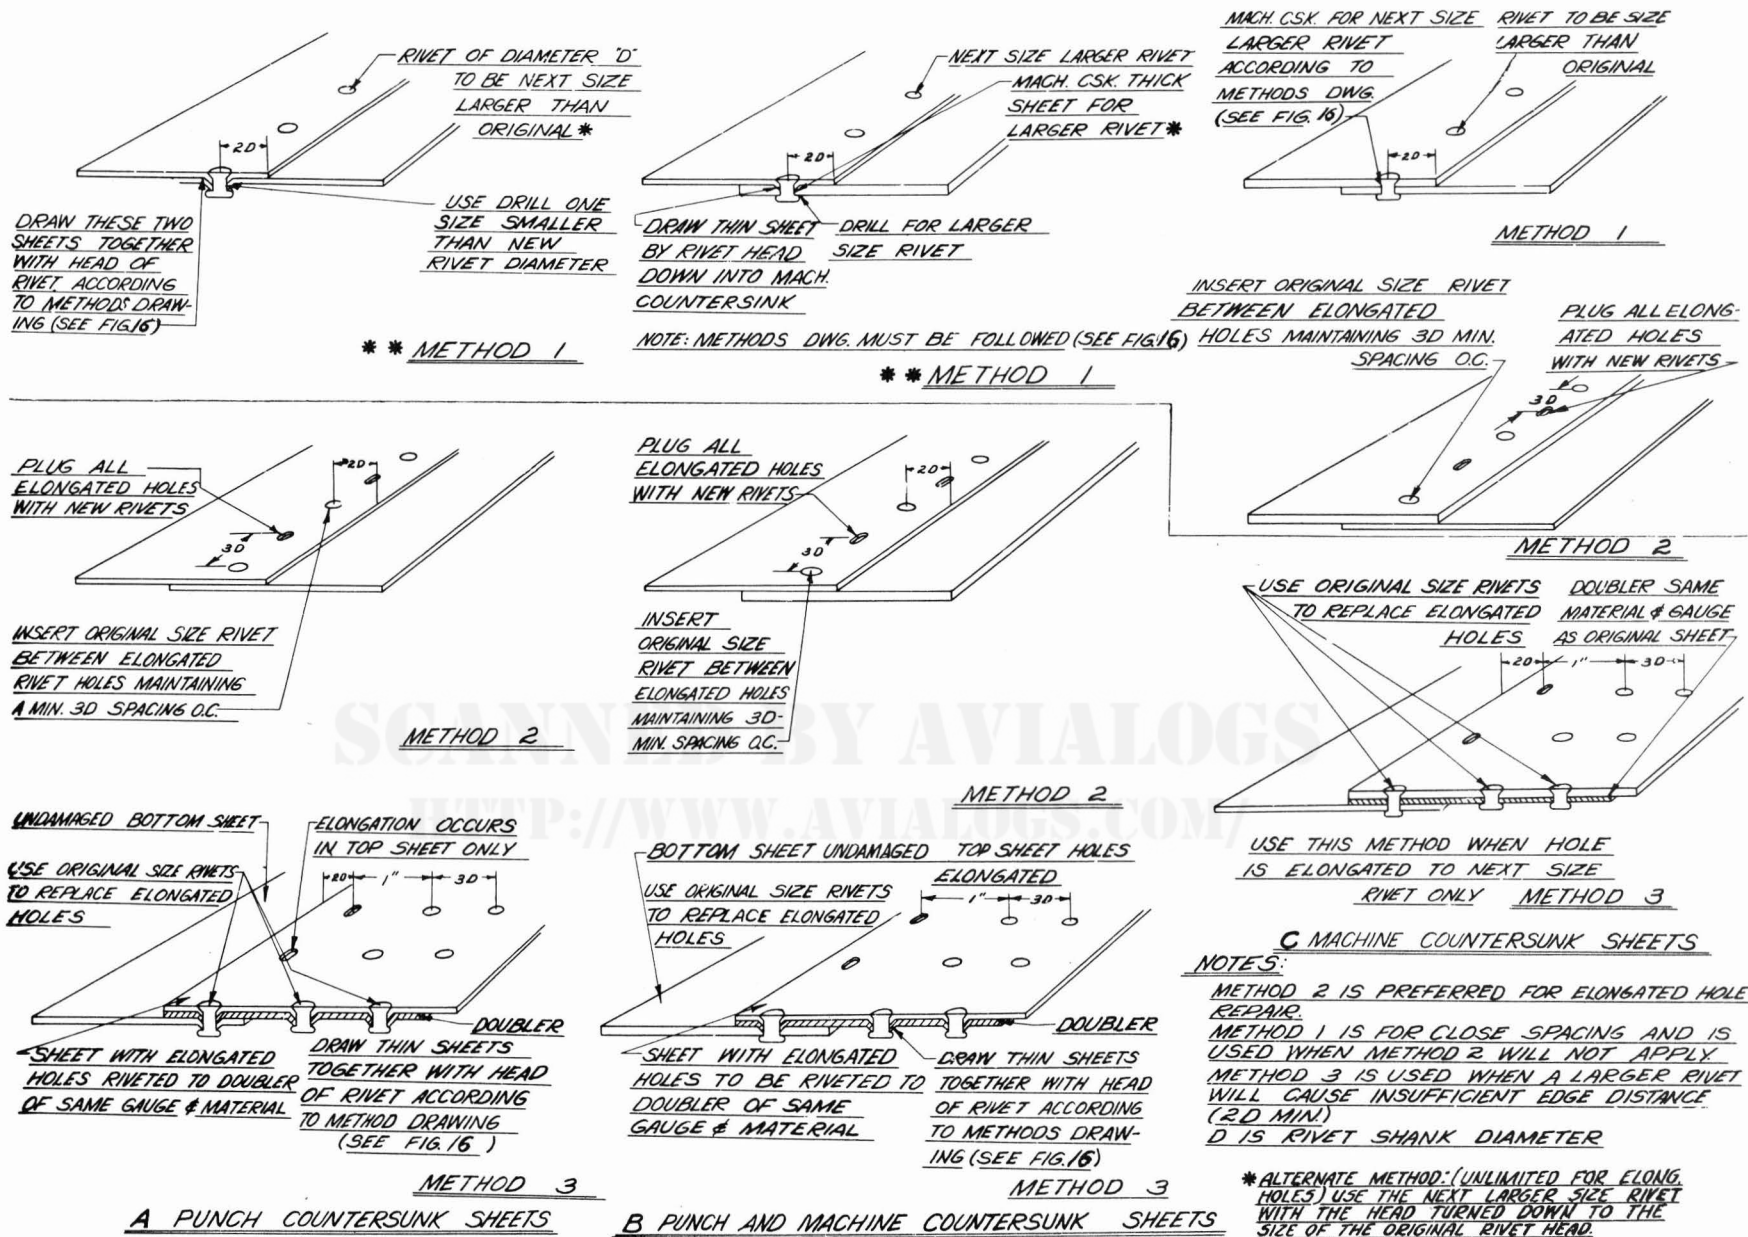 RIVET OF DIAMETER "D"
TO BE NEXT SIZE
LARGER THAN
ORIGINAL *
2D
USE DRILL ONE
SIZE SMALLER
THAN NEW
RIVET DIAMETER
DRAW THESE TWO
SHEETS TOGETHER
WITH HEAD OF
RIVET ACCORDING
TO METHODS DRAW-
ING (SEE FIG.16)
* * METHOD 1
NEXT SIZE LARGER RIVET
MACH. CSK. THICK
SHEET FOR
LARGER RIVET *
2D
DRAW THIN SHEET
BY RIVET HEAD
DOWN INTO MACH.
COUNTERSINK
DRILL FOR LARGER
SIZE RIVET
NOTE: METHODS DWG. MUST BE FOLLOWED (SEE FIG.16)
* * METHOD 1
MACH. CSK. FOR NEXT SIZE
LARGER RIVET
ACCORDING TO
METHODS DWG.
(SEE FIG. 16)
RIVET TO BE SIZE
LARGER THAN
ORIGINAL
2D
METHOD 1
INSERT ORIGINAL SIZE RIVET
BETWEEN ELONGATED
HOLES MAINTAINING 3D MIN.
SPACING O.C.
PLUG ALL ELONG-
ATED HOLES
WITH NEW RIVETS
3D
METHOD 2
PLUG ALL
ELONGATED HOLES
WITH NEW RIVETS
2D
3D
INSERT ORIGINAL SIZE RIVET
BETWEEN ELONGATED
RIVET HOLES MAINTAINING
A MIN. 3D SPACING O.C.
METHOD 2
PLUG ALL
ELONGATED HOLES
WITH NEW RIVETS
2D
3D
INSERT
ORIGINAL SIZE
RIVET BETWEEN
ELONGATED HOLES
MAINTAINING 3D-
MIN. SPACING O.C.
METHOD 2
USE ORIGINAL SIZE RIVETS
TO REPLACE ELONGATED
HOLES
DOUBLER SAME
MATERIAL & GAUGE
AS ORIGINAL SHEET
2D 1" 3D
USE THIS METHOD WHEN HOLE
IS ELONGATED TO NEXT SIZE
RIVET ONLY METHOD 3
C MACHINE COUNTERSUNK SHEETS
UNDAMAGED BOTTOM SHEET
USE ORIGINAL SIZE RIVETS
TO REPLACE ELONGATED
HOLES
ELONGATION OCCURS
IN TOP SHEET ONLY
2D 1" 3D
DOUBLER
SHEET WITH ELONGATED
HOLES RIVETED TO DOUBLER
OF SAME GAUGE & MATERIAL
DRAW THIN SHEETS
TOGETHER WITH HEAD
OF RIVET ACCORDING
TO METHOD DRAWING
(SEE FIG. 16 )
METHOD 3
A PUNCH COUNTERSUNK SHEETS
BOTTOM SHEET UNDAMAGED
TOP SHEET HOLES
ELONGATED
USE ORIGINAL SIZE RIVETS
TO REPLACE ELONGATED
HOLES
1" 3D
DOUBLER
SHEET WITH ELONGATED
HOLES TO BE RIVETED TO
DOUBLER OF SAME
GAUGE & MATERIAL
DRAW THIN SHEETS
TOGETHER WITH HEAD
OF RIVET ACCORDING
TO METHODS DRAW-
ING (SEE FIG.16)
METHOD 3
B PUNCH AND MACHINE COUNTERSUNK SHEETS
NOTES:
METHOD 2 IS PREFERRED FOR ELONGATED HOLE
REPAIR.
METHOD 1 IS FOR CLOSE SPACING AND IS
USED WHEN METHOD 2 WILL NOT APPLY.
METHOD 3 IS USED WHEN A LARGER RIVET
WILL CAUSE INSUFFICIENT EDGE DISTANCE
(2D MIN.)
D IS RIVET SHANK DIAMETER
* ALTERNATE METHOD: (UNLIMITED FOR ELONG.
HOLES) USE THE NEXT LARGER SIZE RIVET
WITH THE HEAD TURNED DOWN TO THE
SIZE OF THE ORIGINAL RIVET HEAD.
SCANNED BY AVIALOGS
HTTP://WWW.AVIALOGS.COM/